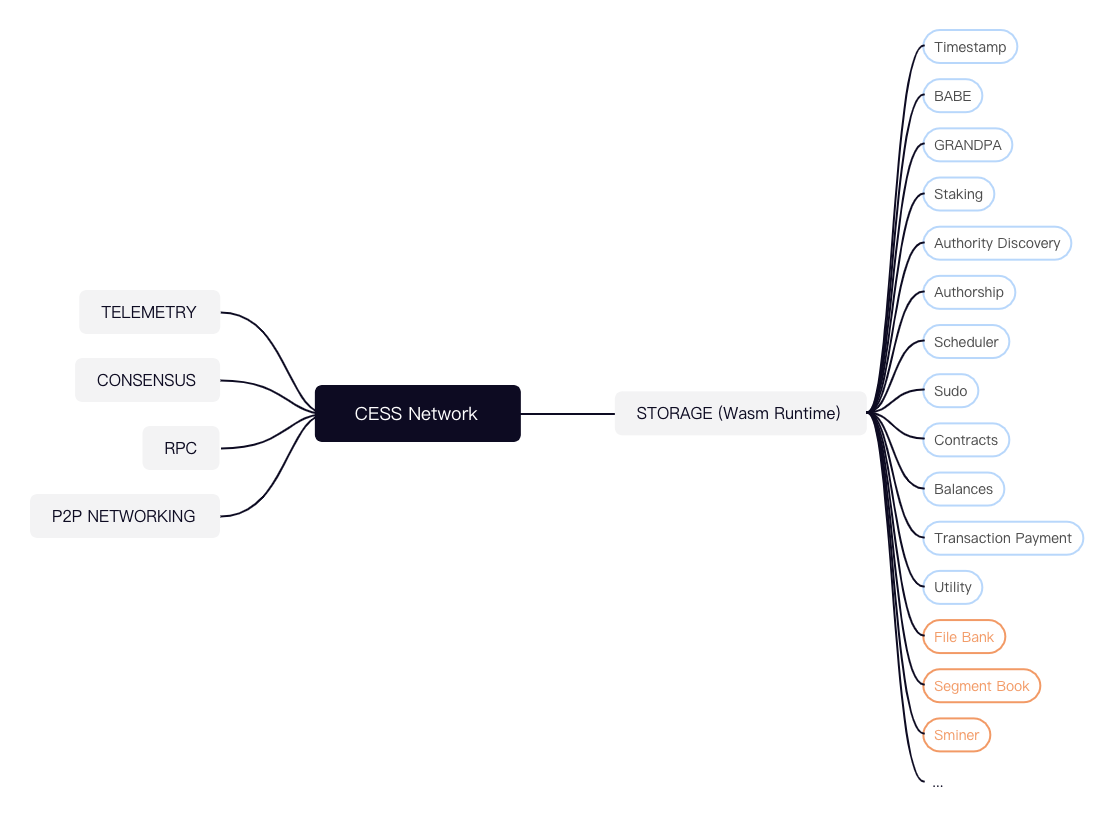 TELEMETRY
CONSENSUS
RPC
P2P NETWORKING
CESS Network
STORAGE (Wasm Runtime)
Timestamp
BABE
GRANDPA
Staking
Authority Discovery
Authorship
Scheduler
Sudo
Contracts
Balances
Transaction Payment
Utility
File Bank
Segment Book
Sminer
...